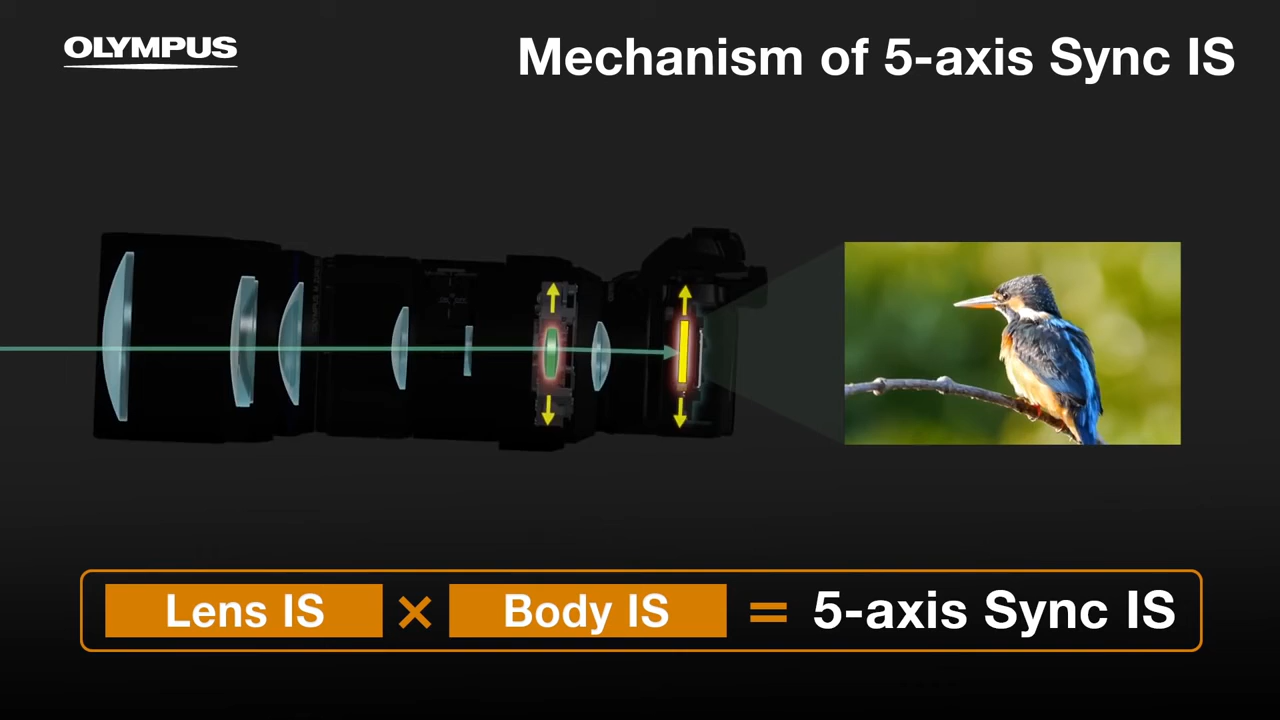 OLYMPUS
Mechanism of 5-axis Sync IS
Lens IS × Body IS = 5-axis Sync IS